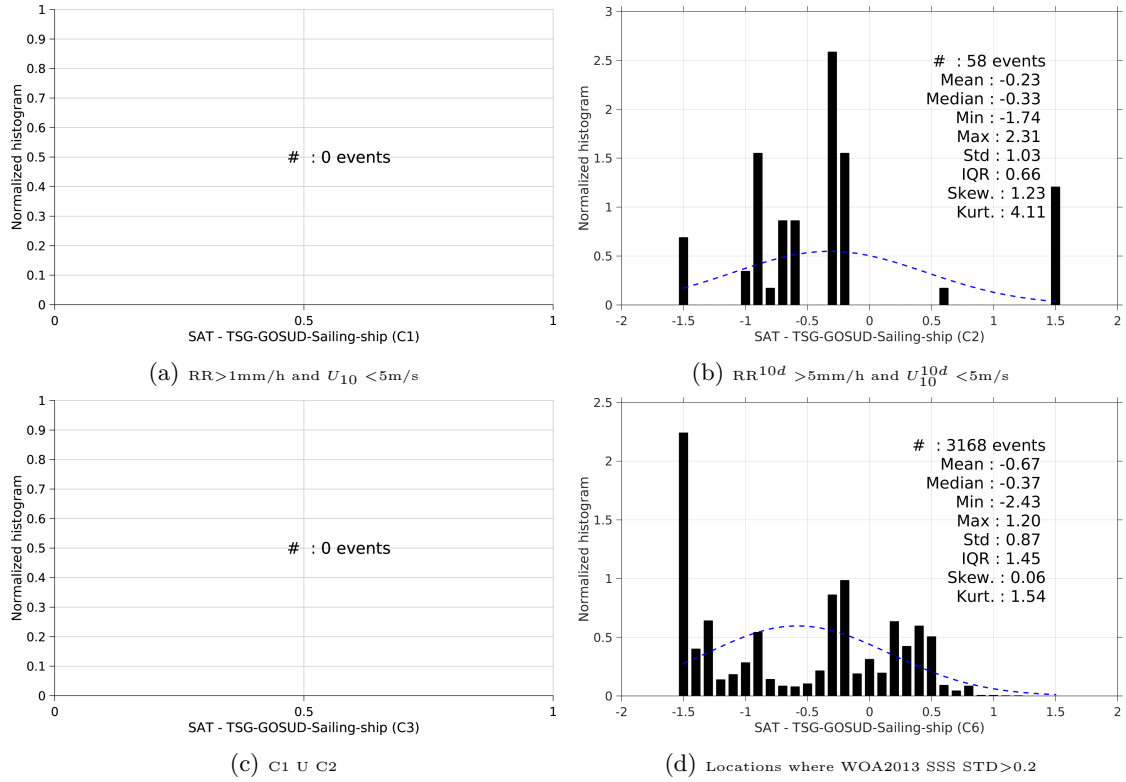 1
0.9
0.8
0.7
0.6
0.5
0.4
0.3
0.2
0.1
0
Normalized histogram
# : 0 events
0 0.5 1
SAT - TSG-GOSUD-Sailing-ship (C1)
(a) RR>1mm/h and U10 <5m/s
3
2.5
2
1.5
1
0.5
0
Normalized histogram
# : 58 events
Mean : -0.23
Median : -0.33
Min : -1.74
Max : 2.31
Std : 1.03
IQR : 0.66
Skew. : 1.23
Kurt. : 4.11
-2 -1.5 -1 -0.5 0 0.5 1 1.5 2
SAT - TSG-GOSUD-Sailing-ship (C2)
(b) RR10d >5mm/h and U10 10d <5m/s
1
0.9
0.8
0.7
0.6
0.5
0.4
0.3
0.2
0.1
0
Normalized histogram
# : 0 events
0 0.5 1
SAT - TSG-GOSUD-Sailing-ship (C3)
(c) C1 U C2
2.5
2
1.5
1
0.5
0
Normalized histogram
# : 3168 events
Mean : -0.67
Median : -0.37
Min : -2.43
Max : 1.20
Std : 0.87
IQR : 1.45
Skew. : 0.06
Kurt. : 1.54
-2 -1.5 -1 -0.5 0 0.5 1 1.5 2
SAT - TSG-GOSUD-Sailing-ship (C6)
(d) Locations where WOA2013 SSS STD>0.2